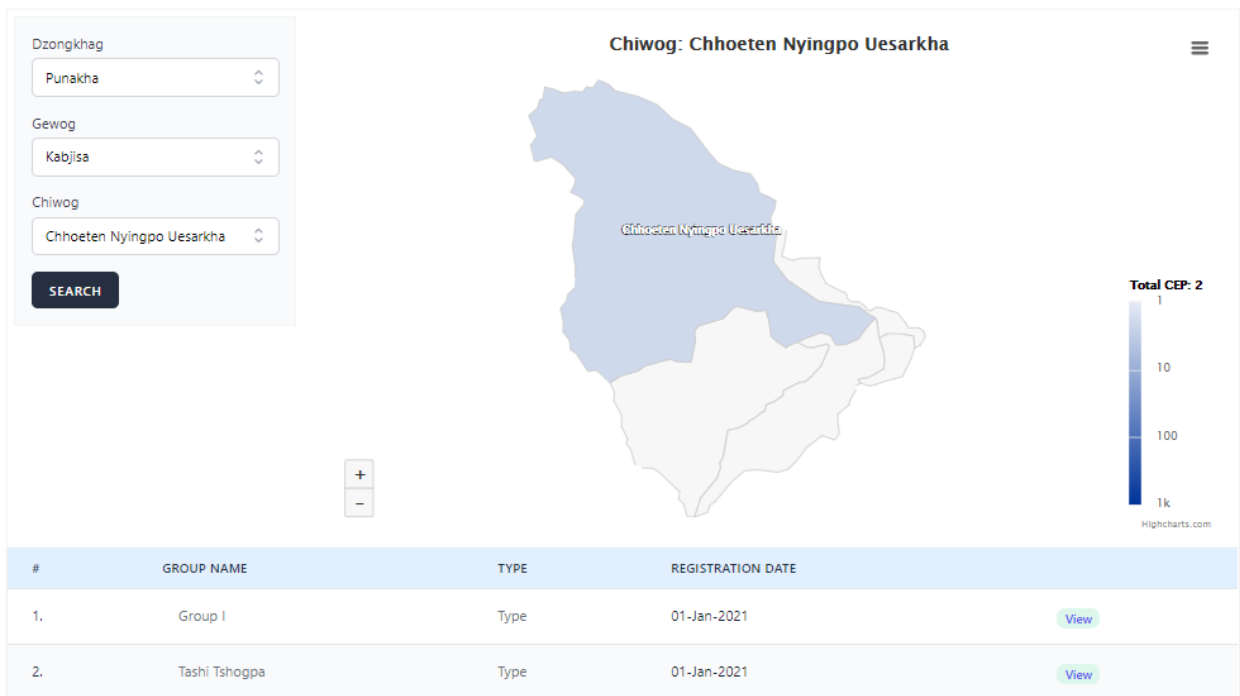 Dzongkhag
Punakha
Gewog
Kabjisa
Chiwog
Chhoeten Nyingpo Uesarkha
SEARCH
Chiwog: Chhoeten Nyingpo Uesarkha
Chhoeten Nyingpo Uesarkha
Total CEP: 2
1
10
100
1k
+
−
Highcharts.com
# GROUP NAME TYPE REGISTRATION DATE
1. Group I Type 01-Jan-2021 View
2. Tashi Tshogpa Type 01-Jan-2021 View